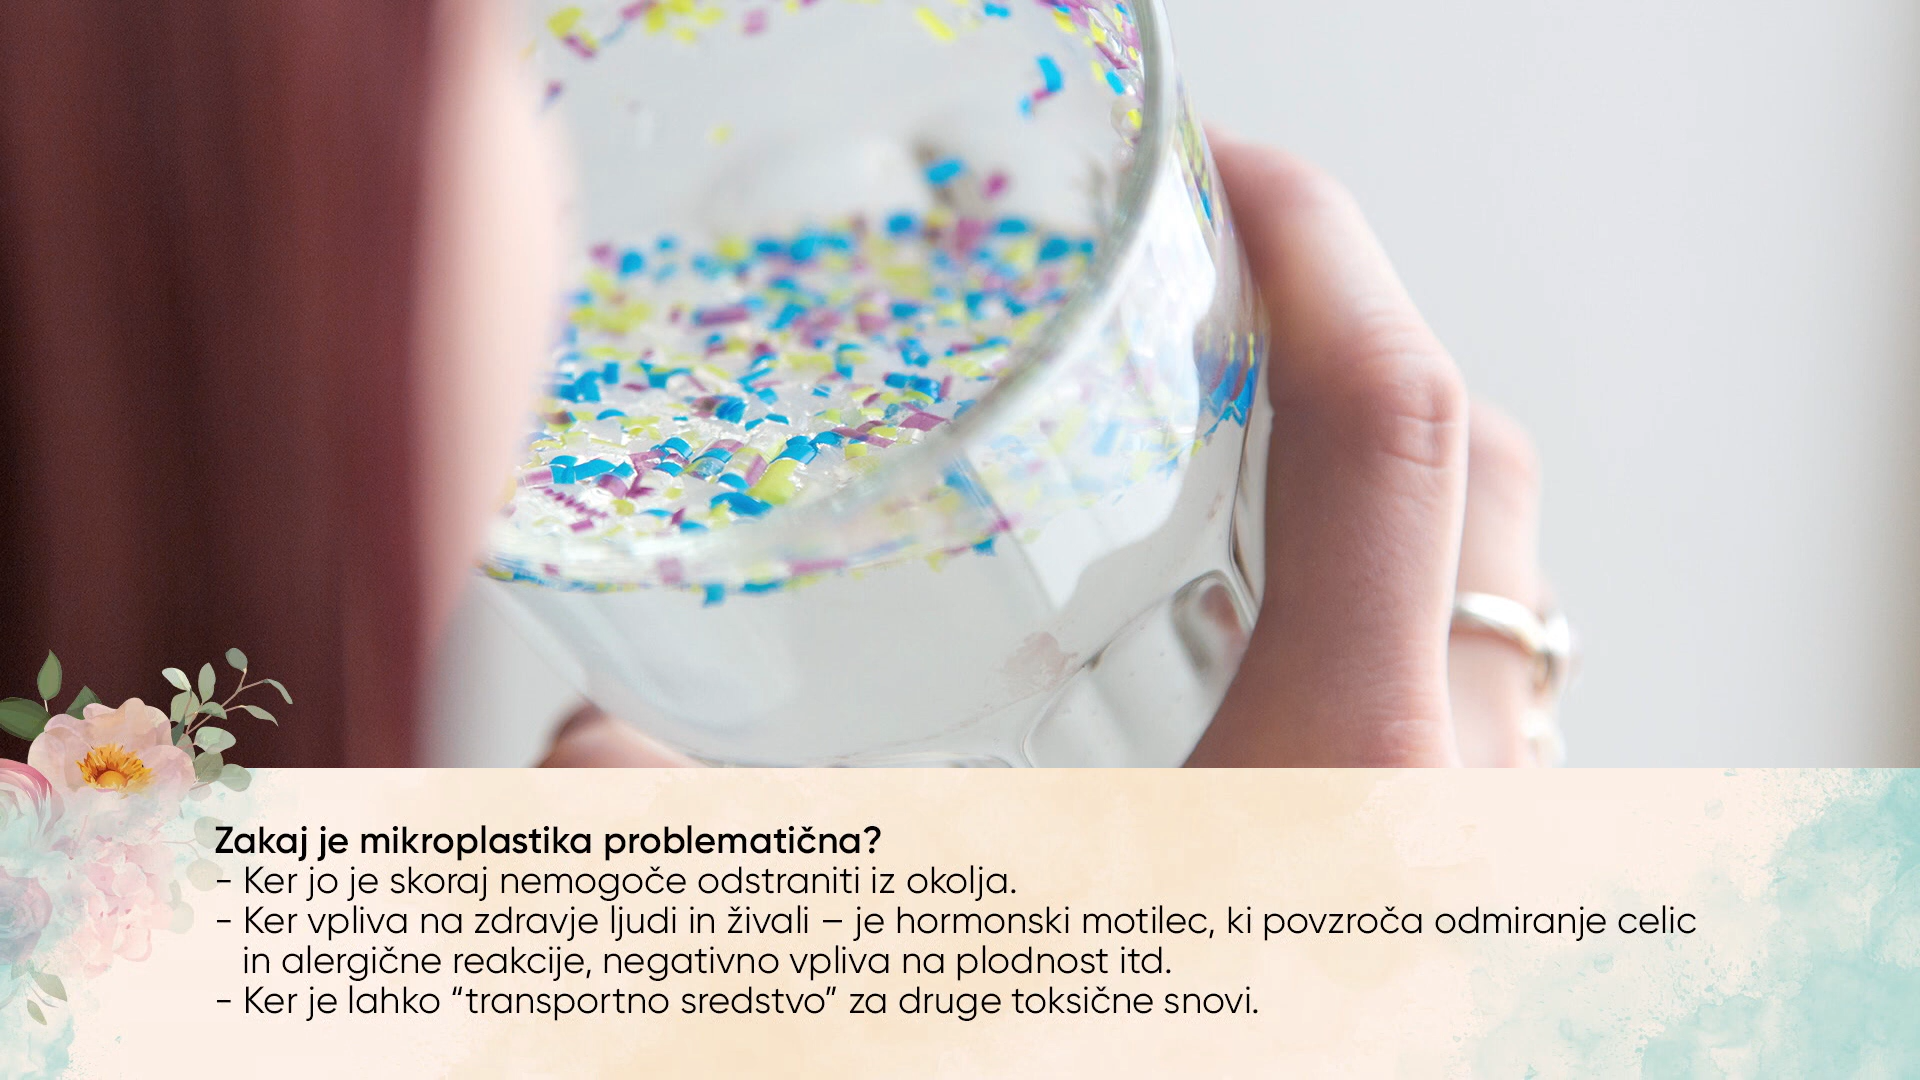 Zakaj je mikroplastika problematična?
- Ker jo je skoraj nemogoče odstraniti iz okolja.
- Ker vpliva na zdravje ljudi in živali – je hormonski motilec, ki povzroča odmiranje celic
in alergične reakcije, negativno vpliva na plodnost itd.
- Ker je lahko “transportno sredstvo” za druge toksične snovi.